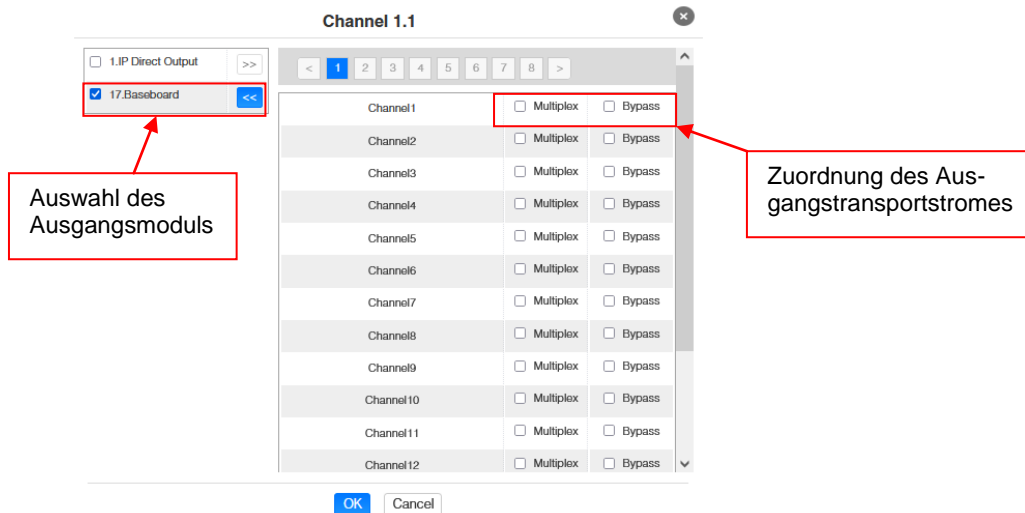 Channel 1.1
1.IP Direct Output >>
17.Baseboard <<
< 1 2 3 4 5 6 7 8 >
Channel1 Multiplex Bypass
Channel2 Multiplex Bypass
Channel3 Multiplex Bypass
Channel4 Multiplex Bypass
Channel5 Multiplex Bypass
Channel6 Multiplex Bypass
Channel7 Multiplex Bypass
Channel8 Multiplex Bypass
Channel9 Multiplex Bypass
Channel10 Multiplex Bypass
Channel11 Multiplex Bypass
Channel12 Multiplex Bypass
Auswahl des
Ausgangsmoduls
Zuordnung des Aus-
gangstransportstromes
OK Cancel